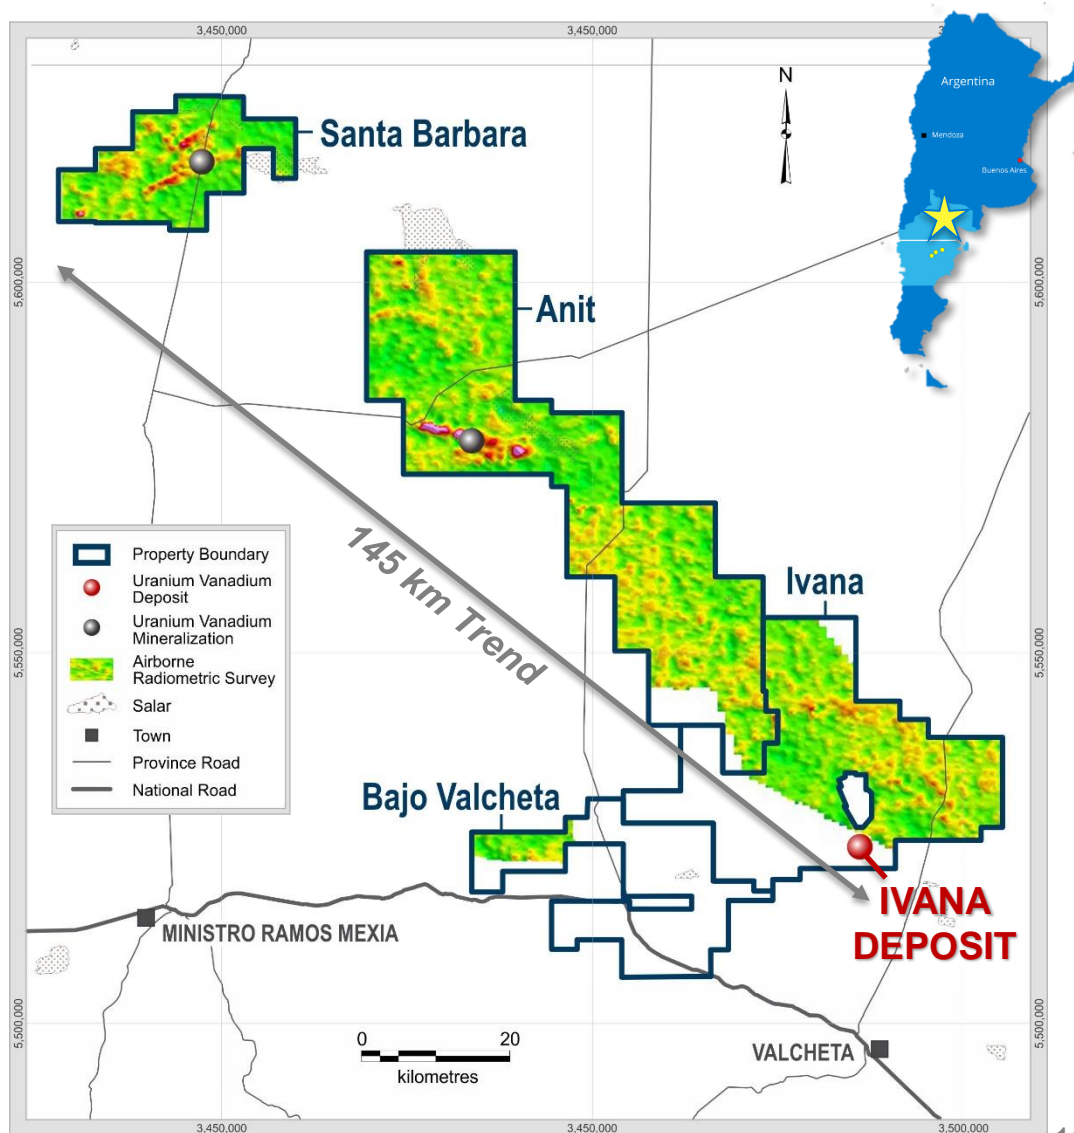 3,450,000
3,450,000
3,
N
Argentina
Mendoza
Buenos Aires
Santa Barbara
Anit
5,600,000
5,600,000
145 km Trend
Ivana
Property Boundary
Uranium Vanadium
Deposit
Uranium Vanadium
Mineralization
Airborne
Radiometric Survey
Salar
Town
Province Road
National Road
5,550,000
5,550,000
Bajo Valcheta
IVANA
DEPOSIT
MINISTRO RAMOS MEXIA
5,500,000
5,500,000
0 20
kilometres
VALCHETA
3,450,000
3,450,000
3,500,000